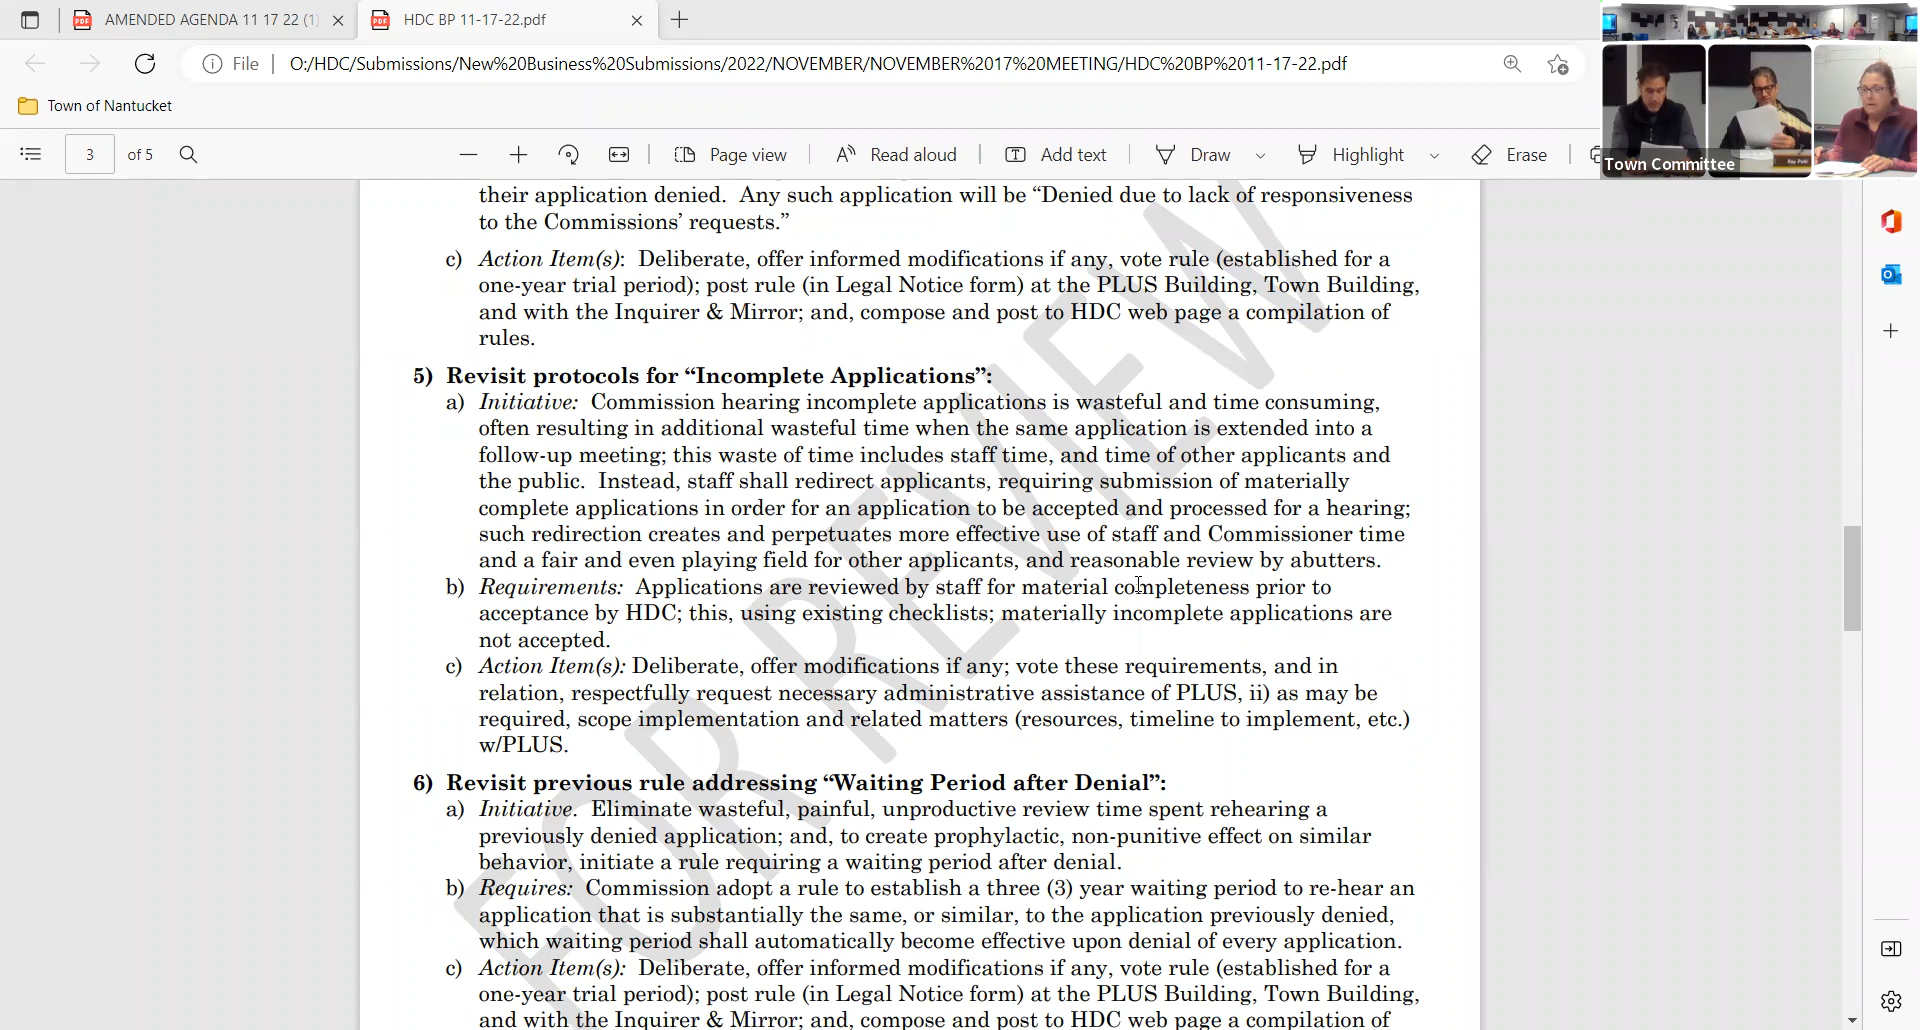 AMENDED AGENDA 11 17 22 (1)
HDC BP 11-17-22.pdf
File
O:/HDC/Submissions/New%20Business%20Submissions/2022/NOVEMBER/NOVEMBER%2017%20MEETING/HDC%20BP%2011-17-22.pdf
Town of Nantucket
3 of 5
Page view
Read aloud
Add text
Draw
Highlight
Erase
Town Committee
their application denied.  Any such application will be “Denied due to lack of responsiveness
to the Commissions’ requests.”
c) Action Item(s):  Deliberate, offer informed modifications if any, vote rule (established for a
one-year trial period); post rule (in Legal Notice form) at the PLUS Building, Town Building,
and with the Inquirer & Mirror; and, compose and post to HDC web page a compilation of
rules.
5) Revisit protocols for “Incomplete Applications”:
a) Initiative:  Commission hearing incomplete applications is wasteful and time consuming,
often resulting in additional wasteful time when the same application is extended into a
follow-up meeting; this waste of time includes staff time, and time of other applicants and
the public.  Instead, staff shall redirect applicants, requiring submission of materially
complete applications in order for an application to be accepted and processed for a hearing;
such redirection creates and perpetuates more effective use of staff and Commissioner time
and a fair and even playing field for other applicants, and reasonable review by abutters.
b) Requirements:  Applications are reviewed by staff for material completeness prior to
acceptance by HDC; this, using existing checklists; materially incomplete applications are
not accepted.
c) Action Item(s): Deliberate, offer modifications if any; vote these requirements, and in
relation, respectfully request necessary administrative assistance of PLUS, ii) as may be
required, scope implementation and related matters (resources, timeline to implement, etc.)
w/PLUS.
6) Revisit previous rule addressing “Waiting Period after Denial”:
a) Initiative.  Eliminate wasteful, painful, unproductive review time spent rehearing a
previously denied application; and, to create prophylactic, non-punitive effect on similar
behavior, initiate a rule requiring a waiting period after denial.
b) Requires:  Commission adopt a rule to establish a three (3) year waiting period to re-hear an
application that is substantially the same, or similar, to the application previously denied,
which waiting period shall automatically become effective upon denial of every application.
c) Action Item(s):  Deliberate, offer informed modifications if any, vote rule (established for a
one-year trial period); post rule (in Legal Notice form) at the PLUS Building, Town Building,
and with the Inquirer & Mirror; and, compose and post to HDC web page a compilation of
FOR REVIEW